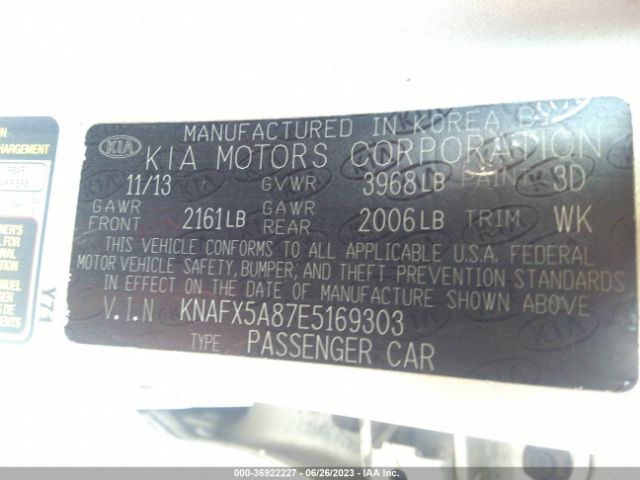 MANUFACTURED IN KOREA BY
KIA KIA MOTORS CORPORATION
11/13 GVWR 3968LB PAINT 3D
GAWR FRONT 2161LB GAWR REAR 2006LB TRIM WK
THIS VEHICLE CONFORMS TO ALL APPLICABLE U.S.A. FEDERAL
MOTOR VEHICLE SAFETY, BUMPER, AND THEFT PREVENTION STANDARDS
IN EFFECT ON THE DATE OF MANUFACTURE SHOWN ABOVE
V.I.N KNAFX5A87E5169303
TYPE PASSENGER CAR
Y71
000-36922227 - 06/26/2023 - IAA Inc.